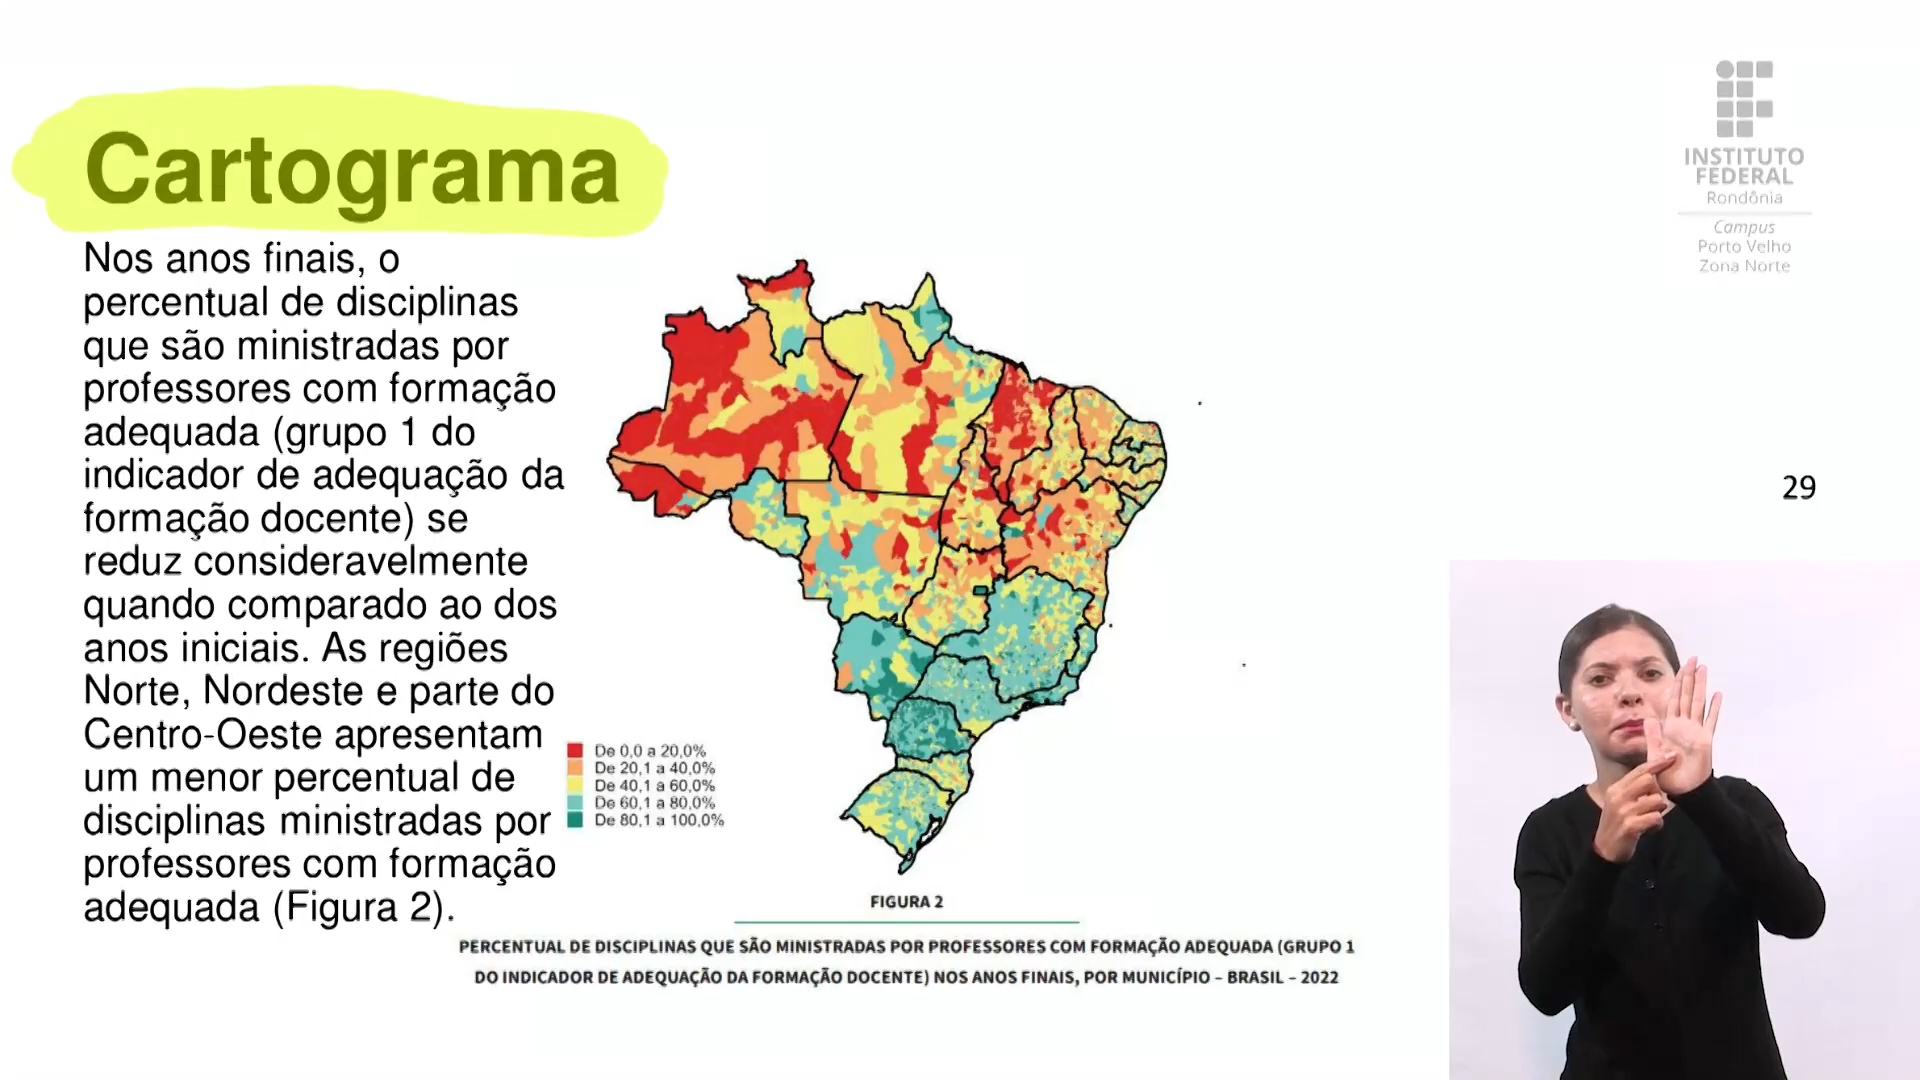 Cartograma
Nos anos finais, o
percentual de disciplinas
que são ministradas por
professores com formação
adequada (grupo 1 do
indicador de adequação da
formação docente) se
reduz consideravelmente
quando comparado ao dos
anos iniciais. As regiões
Norte, Nordeste e parte do
Centro-Oeste apresentam
um menor percentual de
disciplinas ministradas por
professores com formação
adequada (Figura 2).
De 0,0 a 20,0%
De 20,1 a 40,0%
De 40,1 a 60,0%
De 60,1 a 80,0%
De 80,1 a 100,0%
FIGURA 2
PERCENTUAL DE DISCIPLINAS QUE SÃO MINISTRADAS POR PROFESSORES COM FORMAÇÃO ADEQUADA (GRUPO 1
DO INDICADOR DE ADEQUAÇÃO DA FORMAÇÃO DOCENTE) NOS ANOS FINAIS, POR MUNICÍPIO – BRASIL – 2022
INSTITUTO
FEDERAL
Rondônia
Campus
Porto Velho
Zona Norte
29